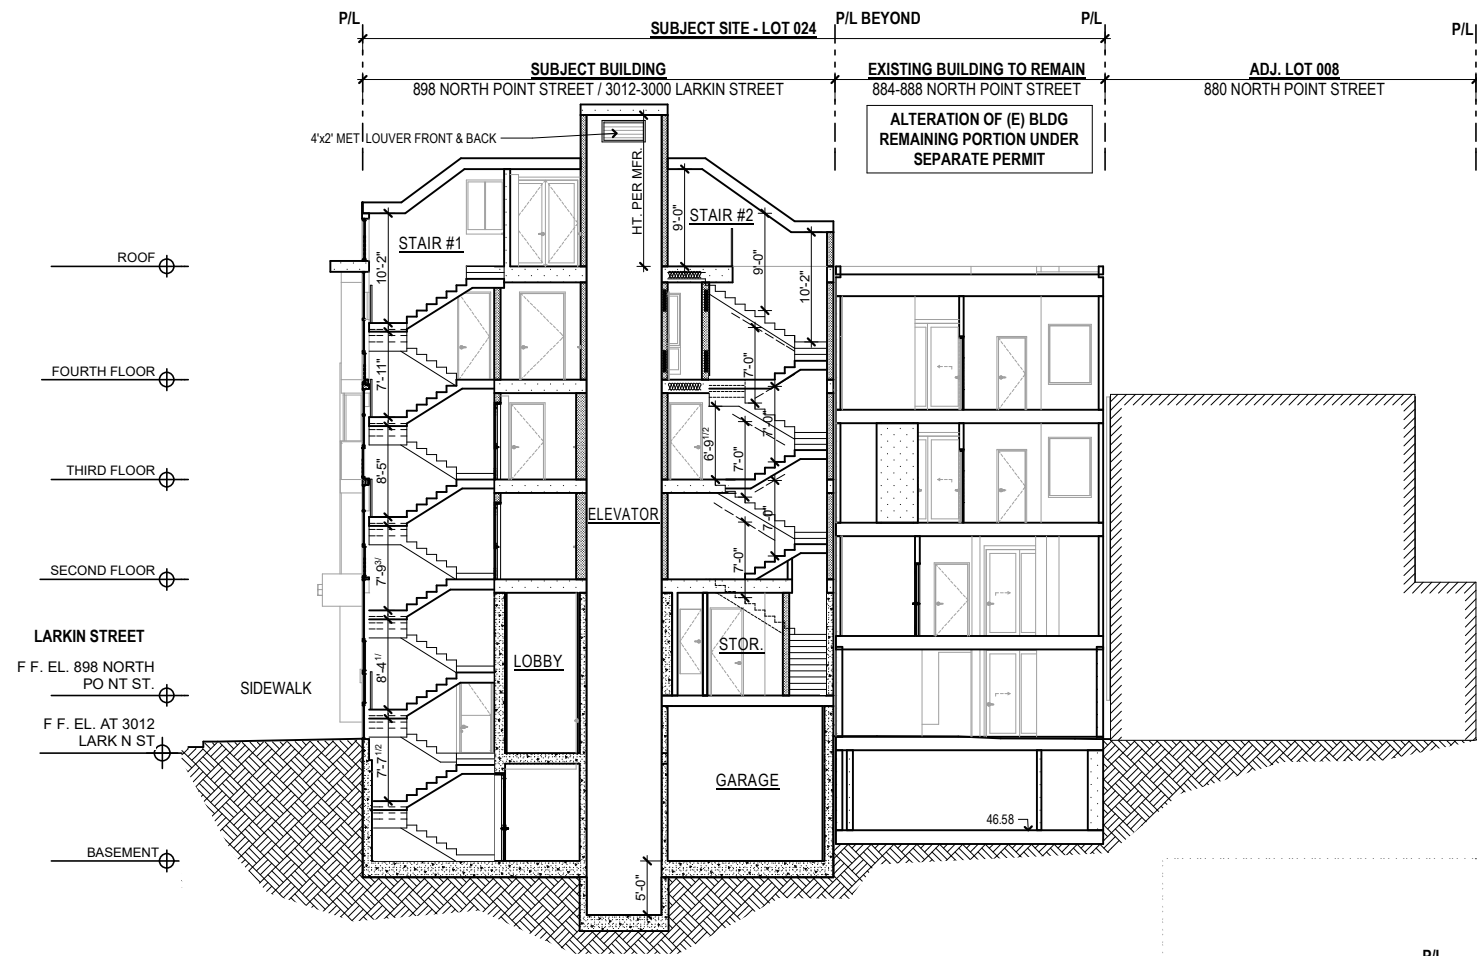 P/L
SUBJECT SITE - LOT 024
P/L BEYOND
P/L
P/L
SUBJECT BUILDING
898 NORTH POINT STREET / 3012-3000 LARKIN STREET
EXISTING BUILDING TO REMAIN
884-888 NORTH POINT STREET
ADJ. LOT 008
880 NORTH POINT STREET
ALTERATION OF (E) BLDG
REMAINING PORTION UNDER
SEPARATE PERMIT
4'x2' MET LOUVER FRONT & BACK
HT. PER MFR.
9'-0"
STAIR #2
STAIR #1
9'-0"
10'-2"
10'-2"
ROOF
FOURTH FLOOR
7'-11"
7'-0"
THIRD FLOOR
8'-5"
6'-9 1/2
7'-0"
7'-0"
ELEVATOR
7'-0"
7'-0"
SECOND FLOOR
7'-9 3/
LARKIN STREET
F F. EL. 898 NORTH
PO NT ST.
SIDEWALK
8'-4 1/
LOBBY
STOR.
F F. EL. AT 3012
LARK N ST
7'-7 1/2
GARAGE
46.58
BASEMENT
5'-0"
P/L